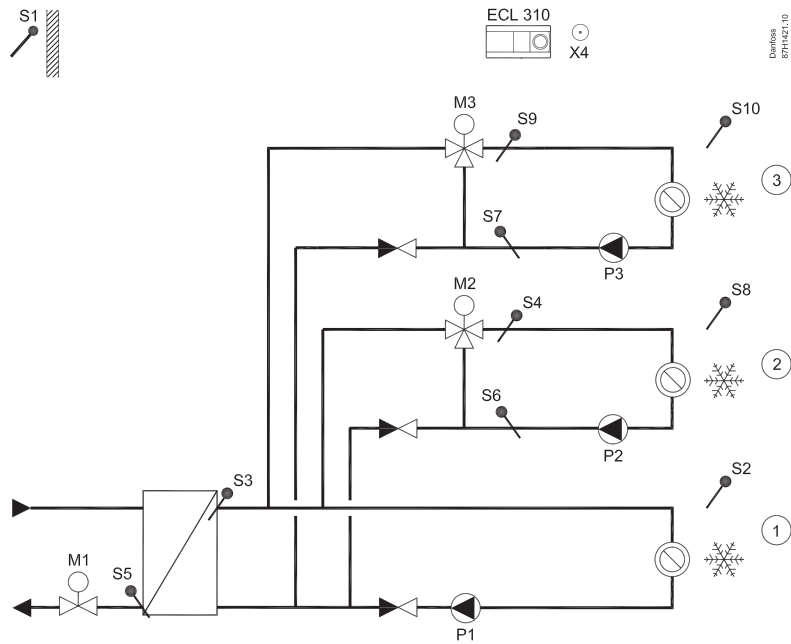 S1
ECL 310
X4
Danfoss
87H1421.10
M3
S9
S10
3
S7
P3
M2
S4
S8
2
S6
P2
S3
S2
1
M1
S5
P1